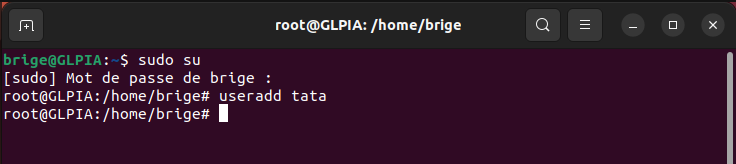 root@GLPIA: /home/brige
brige@GLPIA:~$ sudo su
[sudo] Mot de passe de brige :
root@GLPIA:/home/brige# useradd tata
root@GLPIA:/home/brige#